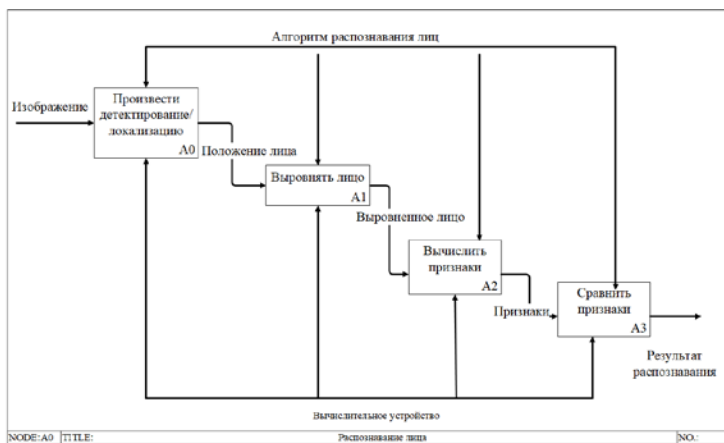 Алгоритм распознавания лиц
Изображение
Произвести
детектирование/
локализацию
A0
Положение лица
Выровнять лицо
A1
Выровненное лицо
Вычислить
признаки
A2
Признаки
Сравнить
признаки
A3
Результат
распознавания
Вычислительное устройство
NODE:A0 TITLE: Распознавание лица NO.: